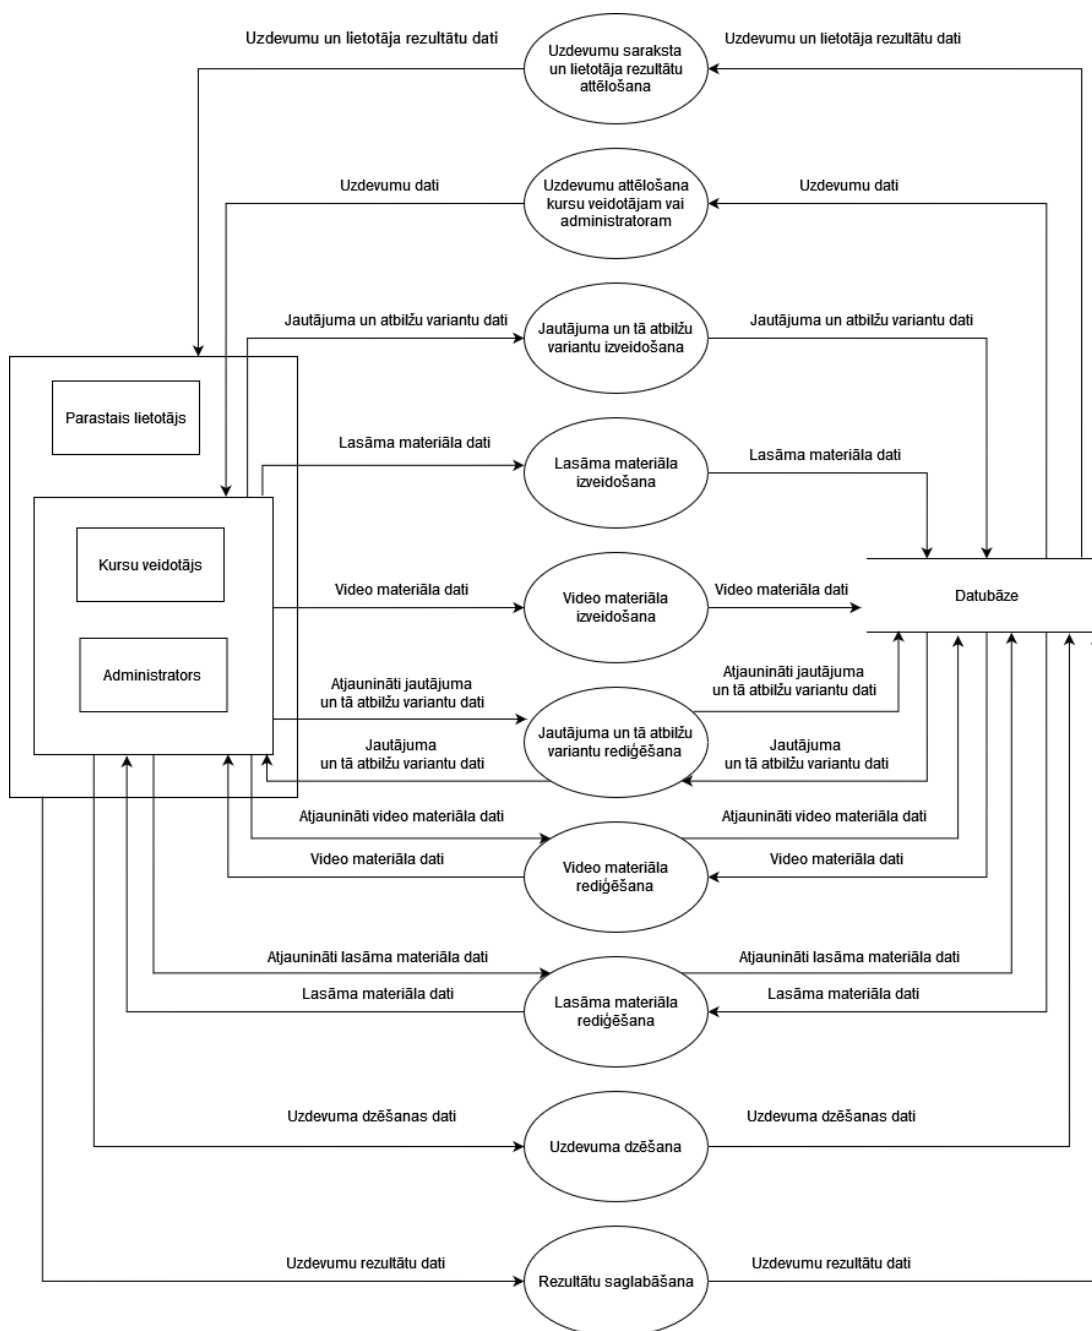 Uzdevumu un lietotāja rezultātu dati
Uzdevumu saraksta
un lietotāja rezultātu
attēlošana
Uzdevumu un lietotāja rezultātu dati
Uzdevumu dati
Uzdevumu attēlošana
kursu veidotājam vai
administratoram
Uzdevumu dati
Jautājuma un atbilžu variantu dati
Jautājuma un tā atbilžu
variantu izveidošana
Jautājuma un atbilžu variantu dati
Parastais lietotājs
Lasāma materiāla dati
Lasāma materiāla
izveidošana
Lasāma materiāla dati
Kursu veidotājs
Video materiāla dati
Video materiāla
izveidošana
Video materiāla dati
Datubāze
Administrators
Atjaunināti jautājuma
un tā atbilžu variantu dati
Jautājuma un tā atbilžu
variantu rediģēšana
Atjaunināti jautājuma
un tā atbilžu variantu dati
Jautājuma
un tā atbilžu variantu dati
Jautājuma
un tā atbilžu variantu dati
Atjaunināti video materiāla dati
Video materiāla dati
Video materiāla
rediģēšana
Atjaunināti video materiāla dati
Video materiāla dati
Atjaunināti lasāma materiāla dati
Lasāma materiāla dati
Lasāma materiāla
rediģēšana
Atjaunināti lasāma materiāla dati
Lasāma materiāla dati
Uzdevuma dzēšanas dati
Uzdevuma dzēšana
Uzdevuma dzēšanas dati
Uzdevumu rezultātu dati
Rezultātu saglabāšana
Uzdevumu rezultātu dati